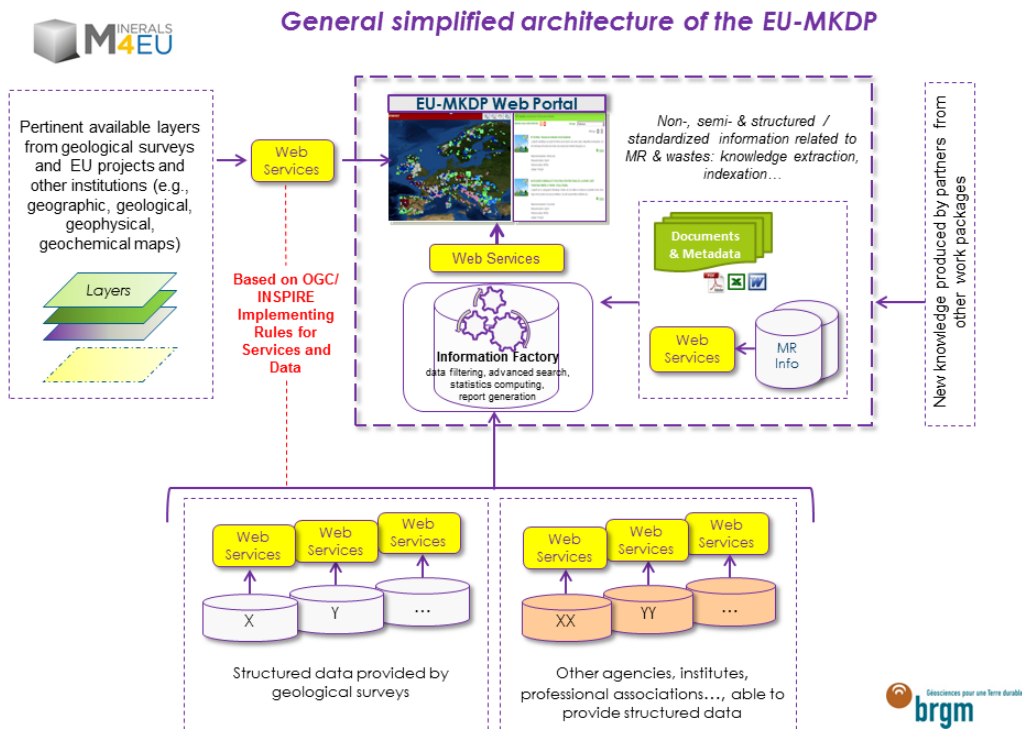 General simplified architecture of the EU-MKDP
MINERALS
4EU
Pertinent available layers
from geological surveys
and EU projects and
other institutions (e.g.,
geographic, geological,
geophysical,
geochemical maps)
Layers
Web
Services
Based on OGC/
INSPIRE
Implementing
Rules for
Services and
Data
EU-MKDP Web Portal
Web Services
Information Factory
data filtering, advanced search,
statistics computing,
report generation
Non-, semi- & structured /
standardized information related to
MR & wastes: knowledge extraction,
indexation…
Documents
& Metadata
Web
Services
MR
Info
New knowledge produced by partners from
other work packages
Web
Services
Web
Services
Web
Services
X
Y
…
Structured data provided by
geological surveys
Web
Services
Web
Services
Web
Services
XX
YY
…
Other agencies, institutes,
professional associations…, able to
provide structured data
Géosciences pour une Terre durable
brgm